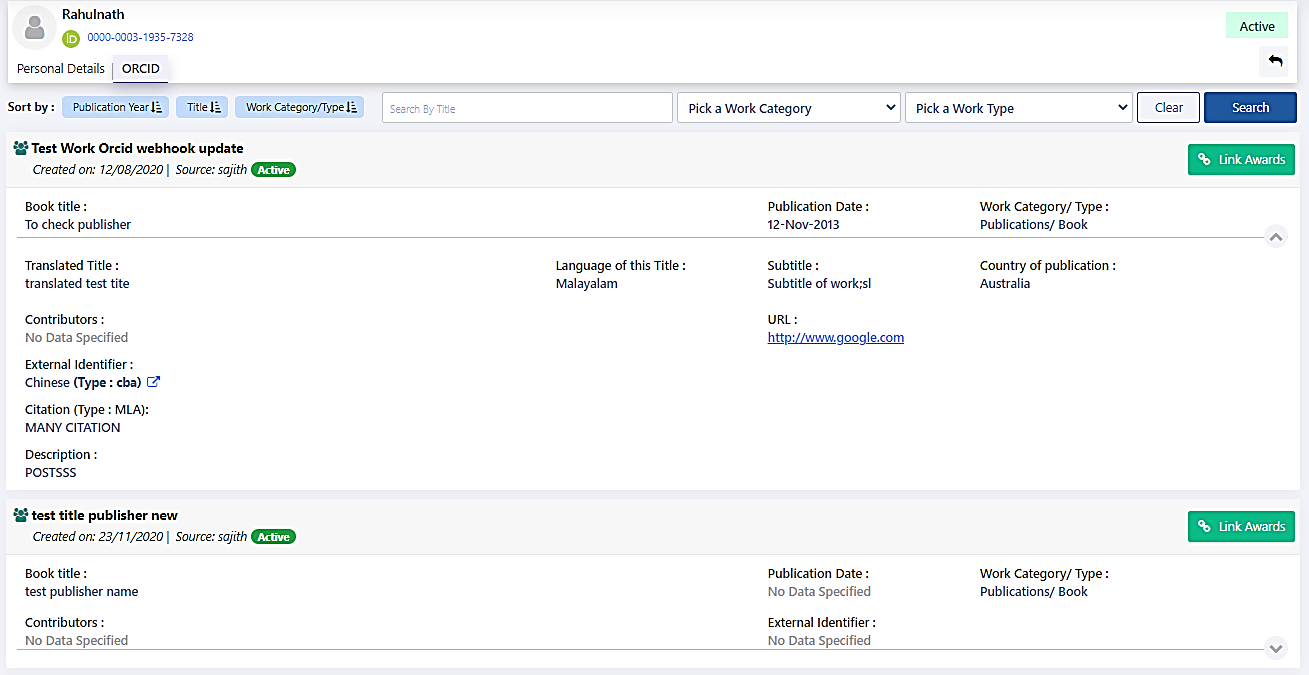 Rahulnath
iD 0000-0003-1935-7328
Active
Personal Details ORCID
Sort by : Publication Year Title Work Category/Type Search By Title Pick a Work Category Pick a Work Type Clear Search
Test Work Orcid webhook update
Created on: 12/08/2020 | Source: sajith Active
Link Awards
Book title : Publication Date : Work Category/ Type :
To check publisher 12-Nov-2013 Publications/ Book
Translated Title : Language of this Title : Subtitle : Country of publication :
translated test tite Malayalam Subtitle of work;sl Australia
Contributors : URL :
No Data Specified http://www.google.com
External Identifier :
Chinese (Type : cba)
Citation (Type : MLA):
MANY CITATION
Description :
POSTSSS
test title publisher new
Created on: 23/11/2020 | Source: sajith Active
Link Awards
Book title : Publication Date : Work Category/ Type :
test publisher name No Data Specified Publications/ Book
Contributors : External Identifier :
No Data Specified No Data Specified